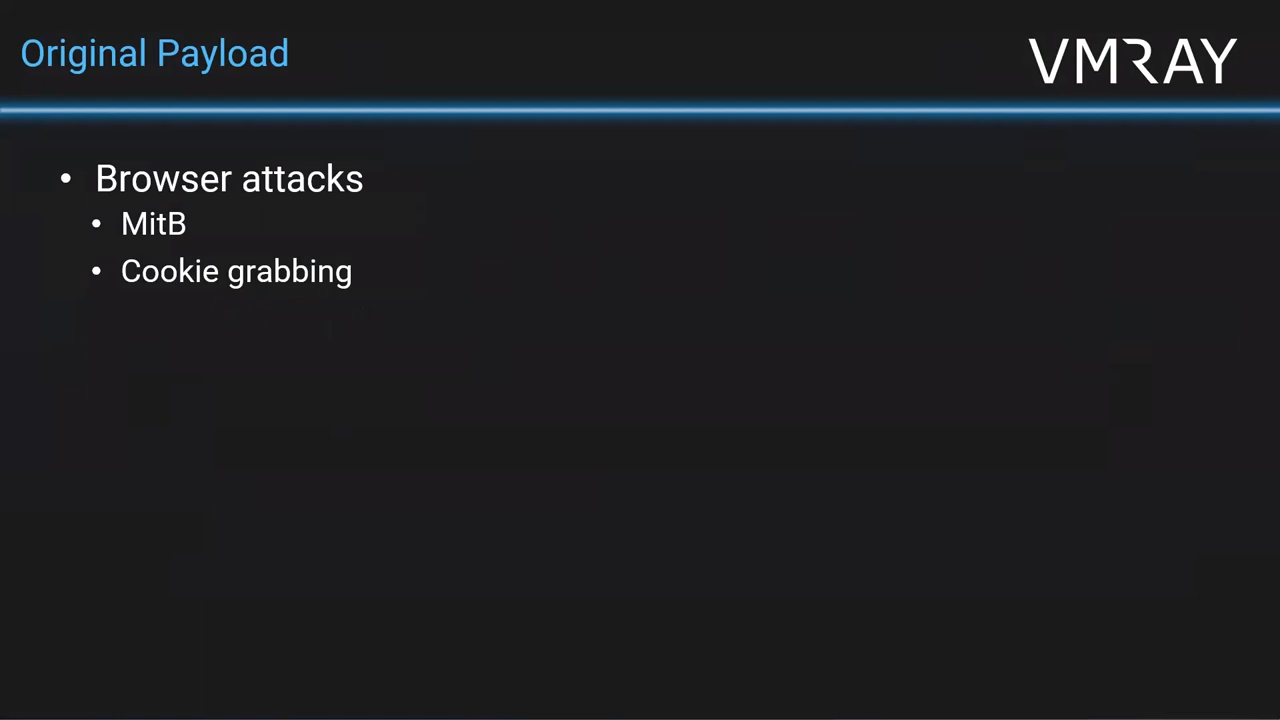 Original Payload
VMRAY
• Browser attacks
• MitB
• Cookie grabbing